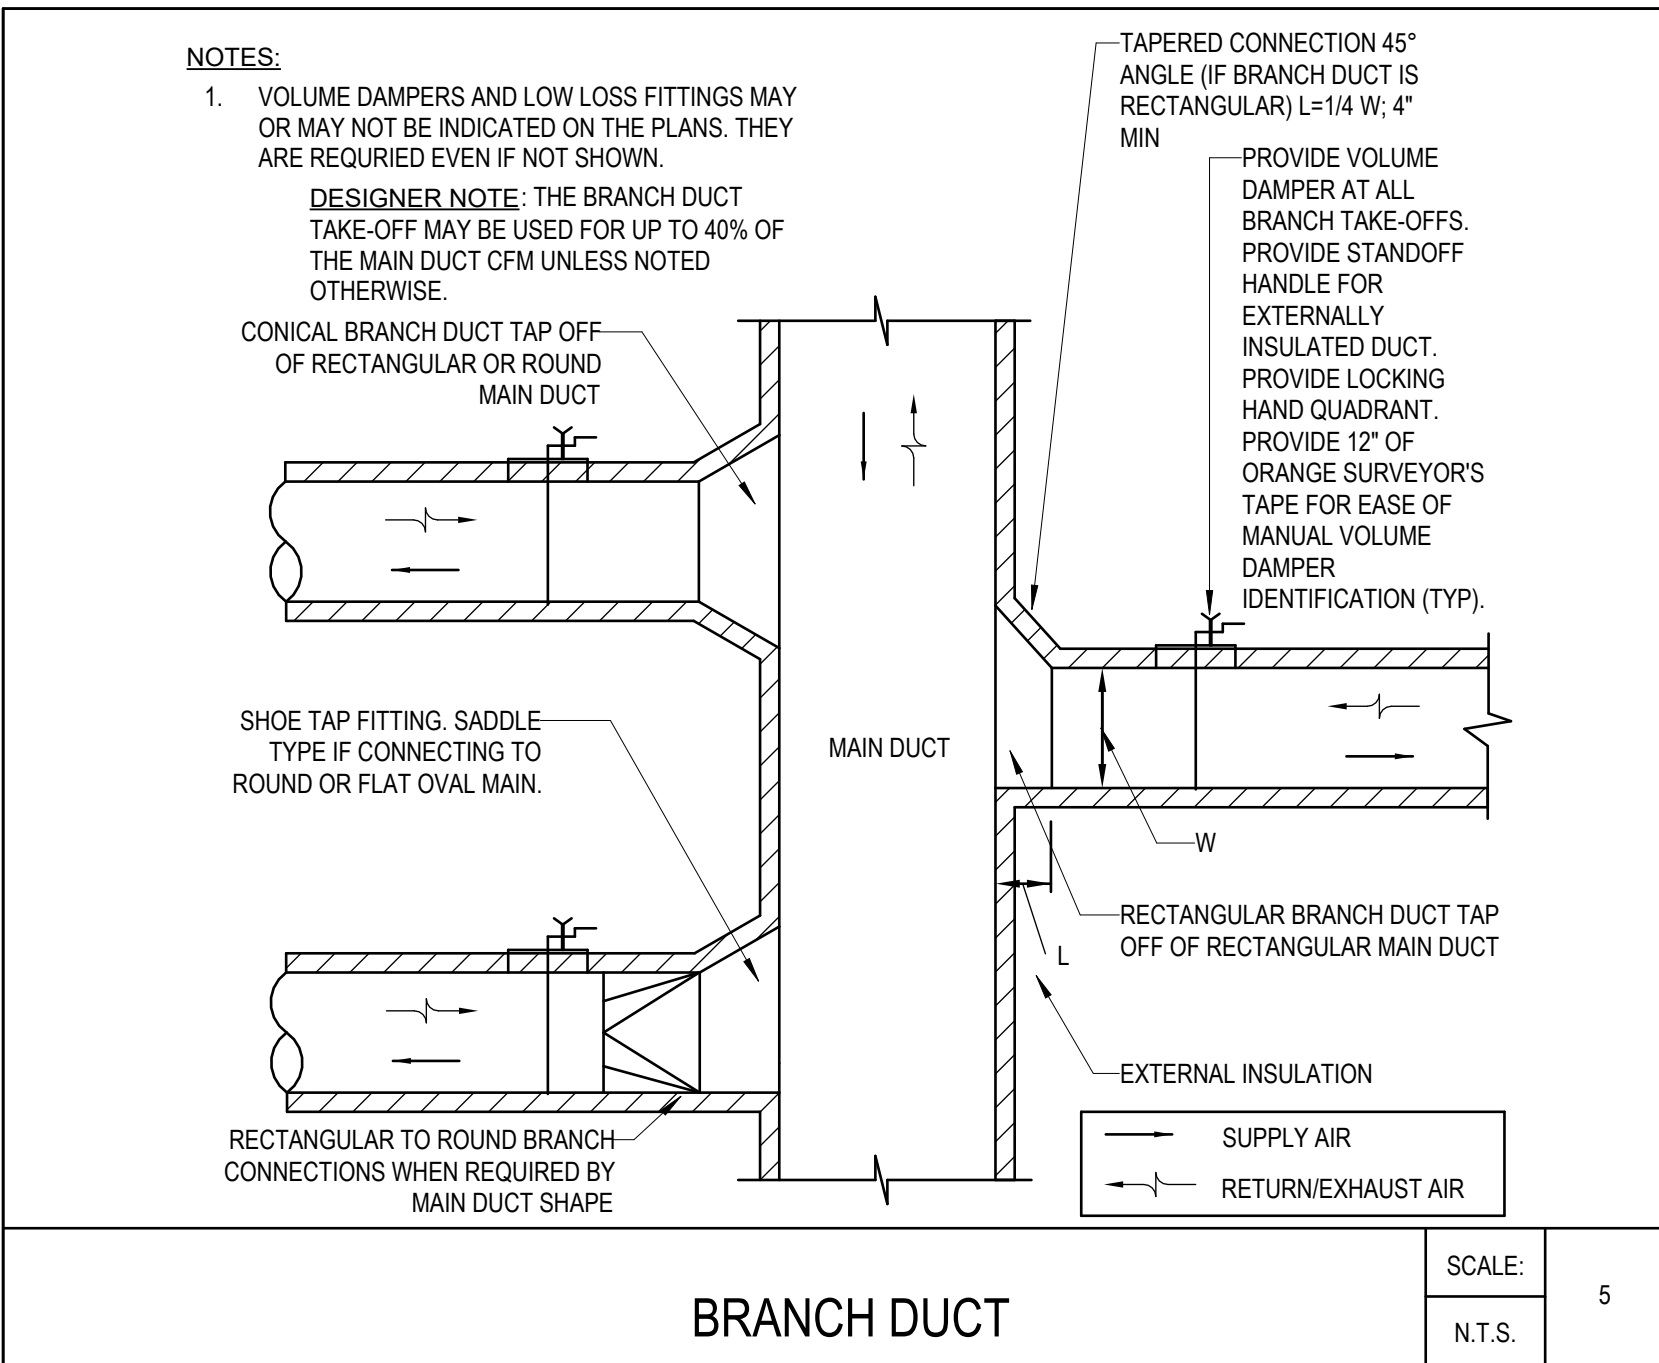 NOTES:
1. VOLUME DAMPERS AND LOW LOSS FITTINGS MAY
OR MAY NOT BE INDICATED ON THE PLANS. THEY
ARE REQURIED EVEN IF NOT SHOWN.
DESIGNER NOTE: THE BRANCH DUCT
TAKE-OFF MAY BE USED FOR UP TO 40% OF
THE MAIN DUCT CFM UNLESS NOTED
OTHERWISE.
CONICAL BRANCH DUCT TAP OFF
OF RECTANGULAR OR ROUND
MAIN DUCT
TAPERED CONNECTION 45°
ANGLE (IF BRANCH DUCT IS
RECTANGULAR) L=1/4 W; 4"
MIN
PROVIDE VOLUME
DAMPER AT ALL
BRANCH TAKE-OFFS.
PROVIDE STANDOFF
HANDLE FOR
EXTERNALLY
INSULATED DUCT.
PROVIDE LOCKING
HAND QUADRANT.
PROVIDE 12" OF
ORANGE SURVEYOR'S
TAPE FOR EASE OF
MANUAL VOLUME
DAMPER
IDENTIFICATION (TYP).
SHOE TAP FITTING. SADDLE
TYPE IF CONNECTING TO
ROUND OR FLAT OVAL MAIN.
MAIN DUCT
W
RECTANGULAR BRANCH DUCT TAP
OFF OF RECTANGULAR MAIN DUCT
L
EXTERNAL INSULATION
RECTANGULAR TO ROUND BRANCH
CONNECTIONS WHEN REQUIRED BY
MAIN DUCT SHAPE
SUPPLY AIR
RETURN/EXHAUST AIR
BRANCH DUCT
SCALE:
N.T.S.
5